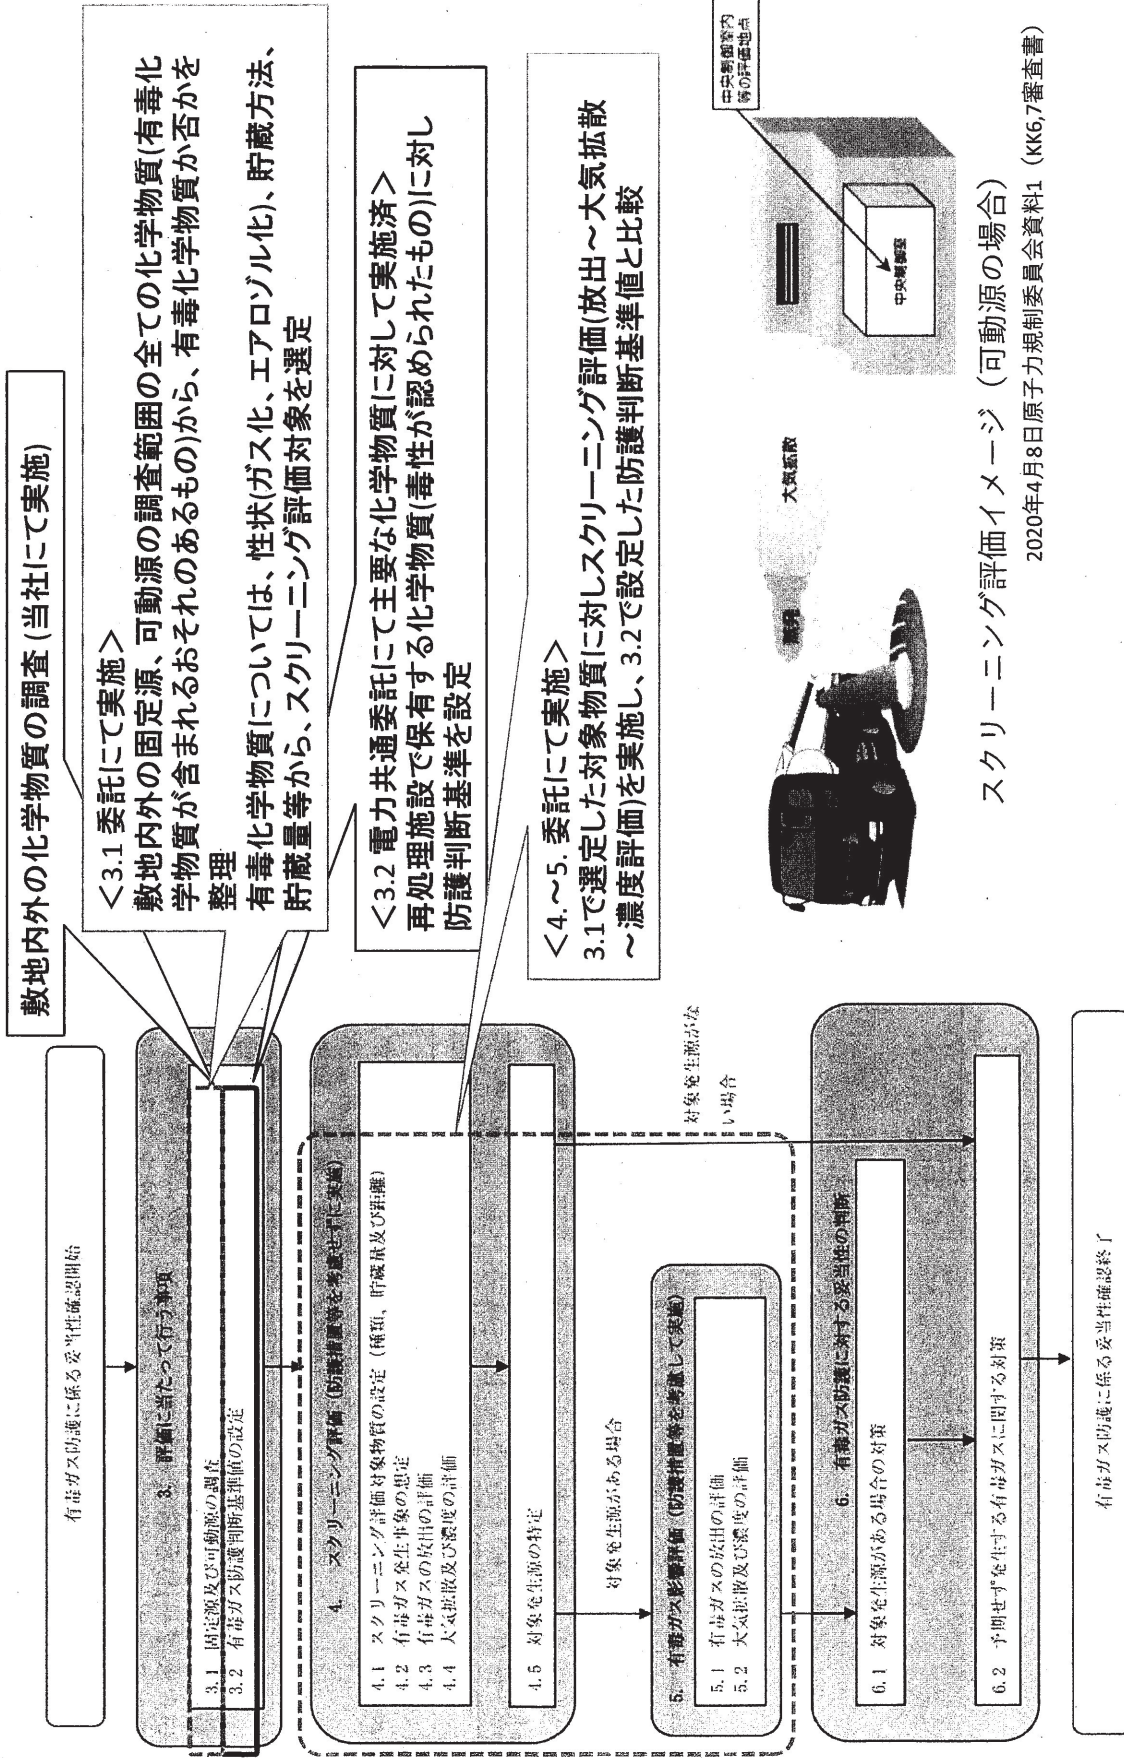 有毒ガス防護に係る妥当性確認開始
3. 評価に当たって行う事項
3.1 固定源及び可動源の調査
3.2 有毒ガス防護判断基準値の設定
4. スクリーニング評価（防護措置等を考慮せずに実施）
4.1 スクリーニング評価対象物質の設定（種類、貯蔵量及び距離）
4.2 有毒ガス発生事象の想定
4.3 有毒ガスの放出の評価
4.4 大気拡散及び濃度の評価
4.5 対象発生源の特定
対象発生源がある場合
対象発生源がな
い場合
5. 有毒ガス影響評価（防護措置等を考慮して実施）
5.1 有毒ガスの放出の評価
5.2 大気拡散及び濃度の評価
6. 有毒ガス防護に対する妥当性の判断
6.1 対象発生源がある場合の対策
6.2 予期せず発生する有毒ガスに関する対策
有毒ガス防護に係る妥当性確認終了
敷地内外の化学物質の調査(当社にて実施)
＜3.1 委託にて実施＞
敷地内外の固定源、可動源の調査範囲の全ての化学物質(有毒化
学物質が含まれるおそれのあるもの)から、有毒化学物質か否かを
整理
有毒化学物質については、性状(ガス化、エアロゾル化)、貯蔵方法、
貯蔵量等から、スクリーニング評価対象を選定
＜3.2 電力共通委託にて主要な化学物質に対して実施済＞
再処理施設で保有する化学物質(毒性が認められたもの)に対し
防護判断基準を設定
＜4.～5. 委託にて実施＞
3.1で選定した対象物質に対しスクリーニング評価(放出～大気拡散
～濃度評価)を実施し、3.2で設定した防護判断基準値と比較
蒸発
大気拡散
中央制御室
中央制御室内
等の評価地点
スクリーニング評価イメージ（可動源の場合）
2020年4月8日原子力規制委員会資料1（KK6,7審査書）